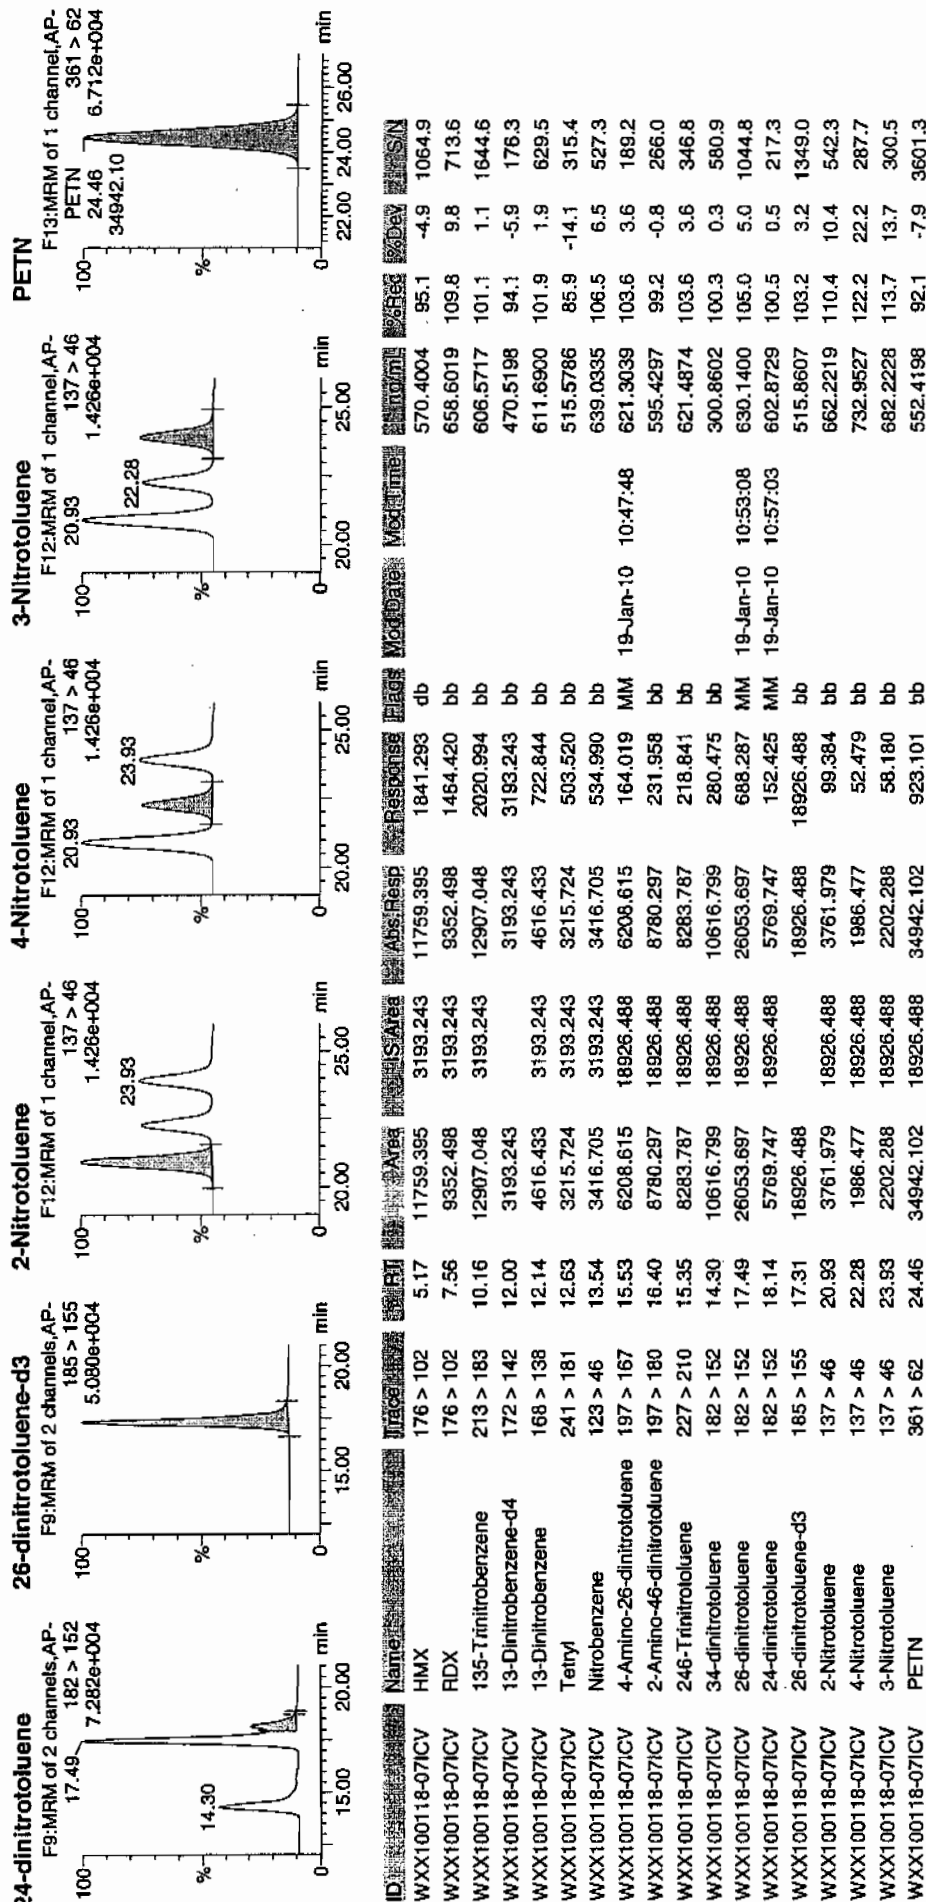 24-dinitrotoluene
F9:MRM of 2 channels,AP-
182 > 152
7.282e+004
17.49
14.30
100
%
0
15.00 20.00 min
26-dinitrotoluene-d3
F9:MRM of 2 channels,AP-
185 > 155
5.080e+004
100
%
0
15.00 20.00 min
2-Nitrotoluene
F12:MRM of 1 channel,AP-
137 > 46
1.426e+004
23.93
100
%
0
20.00 25.00 min
4-Nitrotoluene
F12:MRM of 1 channel,AP-
137 > 46
1.426e+004
20.93
23.93
100
%
0
20.00 25.00 min
3-Nitrotoluene
F12:MRM of 1 channel,AP-
137 > 46
1.426e+004
20.93
22.28
100
%
0
20.00 25.00 min
PETN
F13:MRM of 1 channel,AP-
361 > 62
6.712e+004
PETN
24.46
34942.10
100
%
0
22.00 24.00 26.00 min
ID Name Trace RT Area IS Area Abs.Resp Response Flags Mod.Date Mod.Time ng/mL %Rec %Dev S/N
WXX100118-07ICV HMX 176 > 102 5.17 11759.395 3193.243 11759.395 1841.293 db 570.4004 95.1 -4.9 1064.9
WXX100118-07ICV RDX 176 > 102 7.56 9352.498 3193.243 9352.498 1464.420 bb 658.6019 109.8 9.8 713.6
WXX100118-07ICV 135-Trinitrobenzene 213 > 183 10.16 12907.048 3193.243 12907.048 2020.994 bb 606.5717 101.1 1.1 1644.6
WXX100118-07ICV 13-Dinitrobenzene-d4 172 > 142 12.00 3193.243 3193.243 3193.243 bb 470.5198 94.1 -5.9 176.3
WXX100118-07ICV 13-Dinitrobenzene 168 > 138 12.14 4616.433 3193.243 4616.433 722.844 bb 611.6900 101.9 1.9 629.5
WXX100118-07ICV Tetryl 241 > 181 12.63 3215.724 3193.243 3215.724 503.520 bb 515.5786 85.9 -14.1 315.4
WXX100118-07ICV Nitrobenzene 123 > 46 13.54 3416.705 3193.243 3416.705 534.990 bb 639.0335 106.5 6.5 527.3
WXX100118-07ICV 4-Amino-26-dinitrotoluene 197 > 167 15.53 6208.615 18926.488 6208.615 164.019 MM 19-Jan-10 10:47:48 621.3039 103.6 3.6 189.2
WXX100118-07ICV 2-Amino-46-dinitrotoluene 197 > 180 16.40 8780.297 18926.488 8780.297 231.958 bb 595.4297 99.2 -0.8 266.0
WXX100118-07ICV 246-Trinitrotoluene 227 > 210 15.35 8283.787 18926.488 8283.787 218.841 bb 621.4874 103.6 3.6 346.8
WXX100118-07ICV 34-dinitrotoluene 182 > 152 14.30 10616.799 18926.488 10616.799 280.475 bb 300.8602 100.3 0.3 580.9
WXX100118-07ICV 26-dinitrotoluene 182 > 152 17.49 26053.697 18926.488 26053.697 688.287 MM 19-Jan-10 10:53:08 630.1400 105.0 5.0 1044.8
WXX100118-07ICV 24-dinitrotoluene 182 > 152 18.14 5769.747 18926.488 5769.747 152.425 MM 19-Jan-10 10:57:03 602.8729 100.5 0.5 217.3
WXX100118-07ICV 26-dinitrotoluene-d3 185 > 155 17.31 18926.488 18926.488 18926.488 bb 515.8607 103.2 3.2 1349.0
WXX100118-07ICV 2-Nitrotoluene 137 > 46 20.93 3761.979 18926.488 3761.979 99.384 bb 662.2219 110.4 10.4 542.3
WXX100118-07ICV 4-Nitrotoluene 137 > 46 22.28 1986.477 18926.488 1986.477 52.479 bb 732.9527 122.2 22.2 287.7
WXX100118-07ICV 3-Nitrotoluene 137 > 46 23.93 2202.288 18926.488 2202.288 58.180 bb 682.2228 113.7 13.7 300.5
WXX100118-07ICV PETN 361 > 62 24.46 34942.102 18926.488 34942.102 923.101 bb 552.4198 92.1 -7.9 3601.3